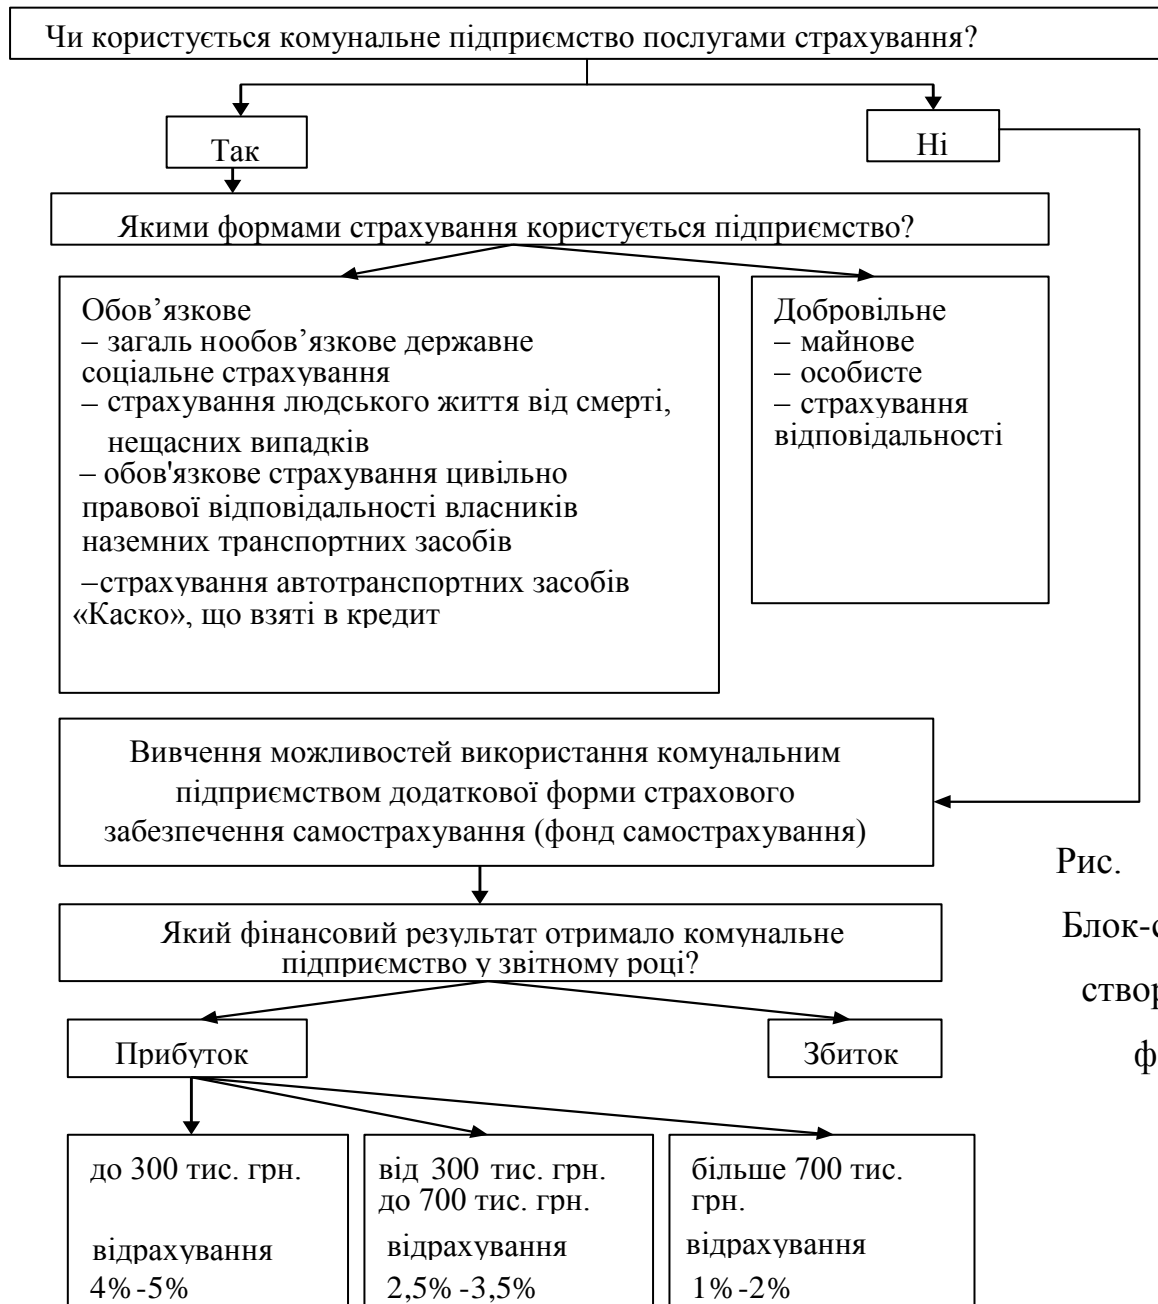 Чи користується комунальне підприємство послугами страхування?
Так
Ні
Якими формами страхування користується підприємство?
Обов’язкове
– загаль нообов’язкове державне
соціальне страхування
– страхування людського життя від смерті,
нещасних випадків
– обов'язкове страхування цивільно
правової відповідальності власників
наземних транспортних засобів
–страхування автотранспортних засобів
«Каско», що взяті в кредит
Добровільне
– майнове
– особисте
– страхування
відповідальності
Вивчення можливостей використання комунальним
підприємством додаткової форми страхового
забезпечення самострахування (фонд самострахування)
Рис.
Блок-
Який фінансовий результат отримало комунальне
підприємство у звітному році?
Прибуток
Збиток
до 300 тис. грн.
відрахування
4%-5%
від 300 тис. грн.
до 700 тис. грн.
відрахування
2,5%-3,5%
більше 700 тис.
грн.
відрахування
1%-2%